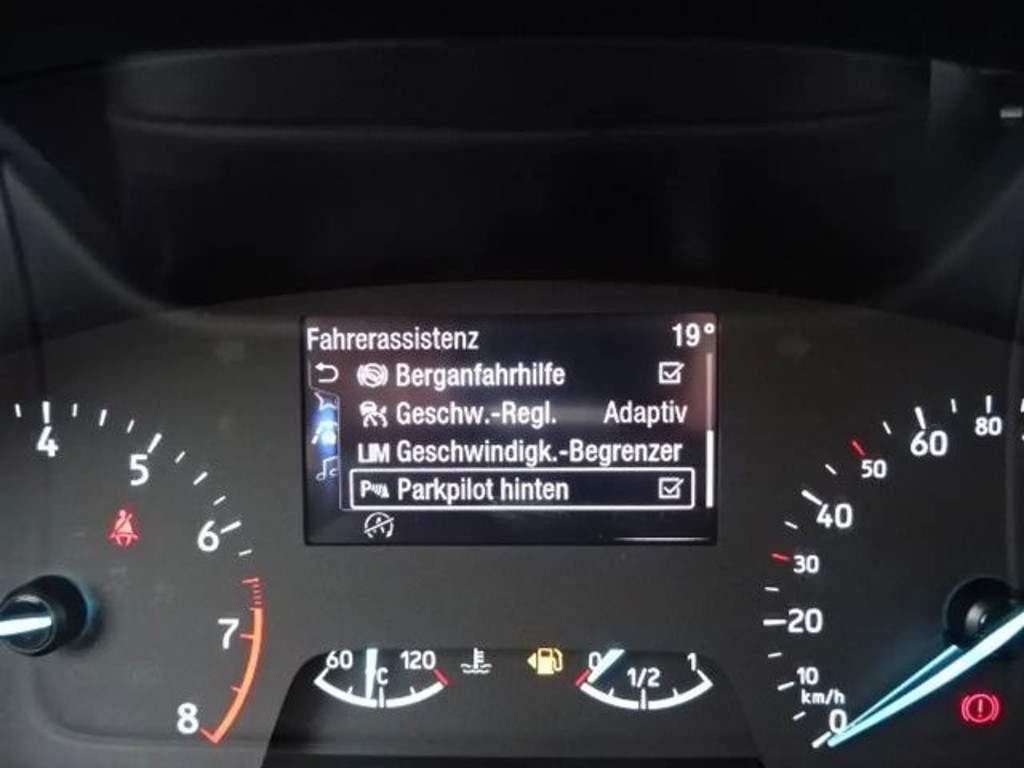 Fahrerassistenz 19°
Berganfahrhilfe
Geschw.-Regl. Adaptiv
LIM Geschwindigk.-Begrenzer
P Parkpilot hinten
4
5
6
7
8
60 120
°C
0 1/2 1
80
60
50
40
30
20
10
km/h
0